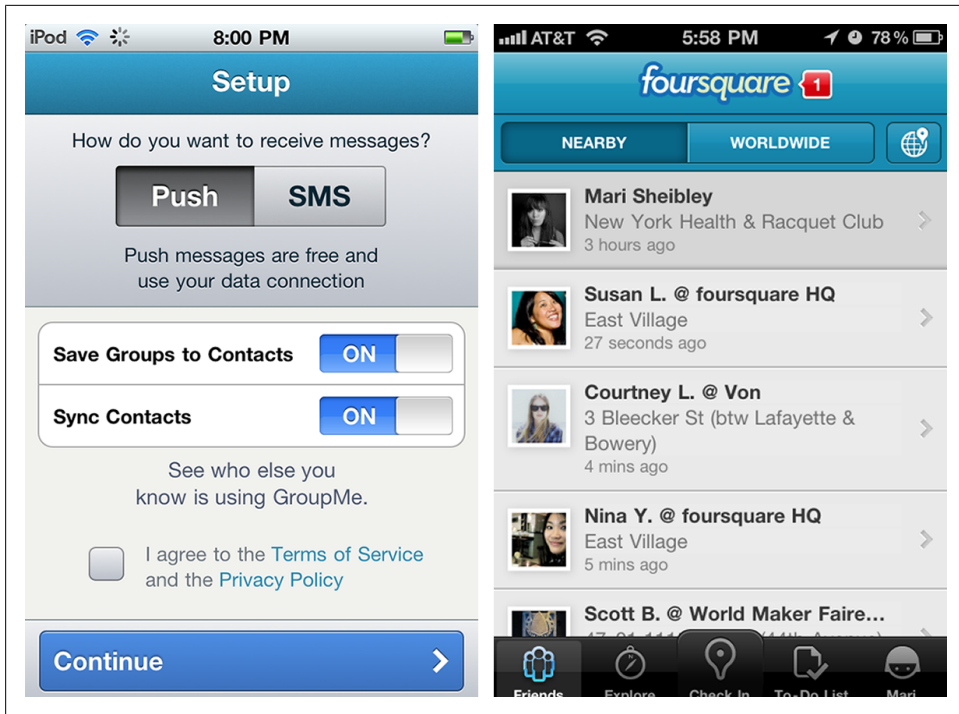 iPod
8:00 PM
Setup
How do you want to receive messages?
Push
SMS
Push messages are free and
use your data connection
Save Groups to Contacts
ON
Sync Contacts
ON
See who else you
know is using GroupMe.
I agree to the Terms of Service
and the Privacy Policy
Continue
AT&T
5:58 PM
78%
foursquare
1
NEARBY
WORLDWIDE
Mari Sheibley
New York Health & Racquet Club
3 hours ago
Susan L. @ foursquare HQ
East Village
27 seconds ago
Courtney L. @ Von
3 Bleecker St (btw Lafayette &
Bowery)
4 mins ago
Nina Y. @ foursquare HQ
East Village
5 mins ago
Scott B. @ World Maker Faire...
Friends
Explore
Check In
To-Do List
Mari